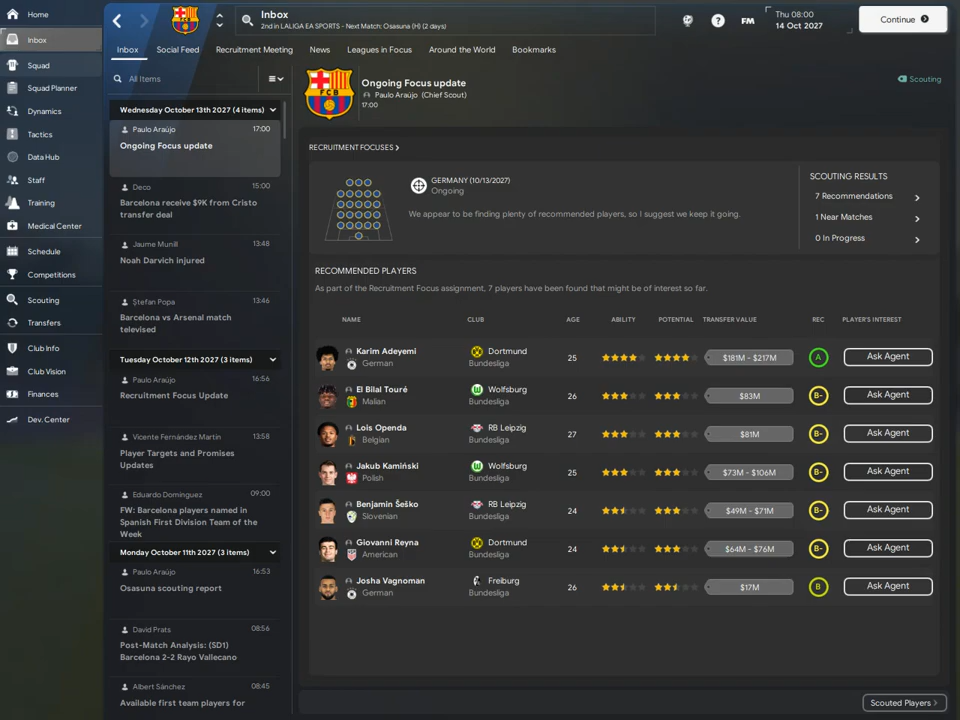 Home
Inbox
Squad
Squad Planner
Dynamics
Tactics
Data Hub
Staff
Training
Medical Center
Schedule
Competitions
Scouting
Transfers
Club Info
Club Vision
Finances
Dev. Center
Inbox
2nd in LALIGA EA SPORTS - Next Match: Osasuna (H) (2 days)
FM
Thu 08:00
14 Oct 2027
Continue
Inbox
Social Feed
Recruitment Meeting
News
Leagues in Focus
Around the World
Bookmarks
All Items
Wednesday October 13th 2027 (4 items)
Paulo Araújo 17:00
Ongoing Focus update
Deco 15:00
Barcelona receive $9K from Cristo
transfer deal
Jaume Munill 13:48
Noah Darvich injured
Ștefan Popa 13:46
Barcelona vs Arsenal match
televised
Tuesday October 12th 2027 (3 items)
Paulo Araújo 16:56
Recruitment Focus Update
Vicente Fernández Martín 13:58
Player Targets and Promises
Updates
Eduardo Domínguez 09:00
FW: Barcelona players named in
Spanish First Division Team of the
Week
Monday October 11th 2027 (3 items)
Paulo Araújo 16:53
Osasuna scouting report
David Prats 08:56
Post-Match Analysis: (SD1)
Barcelona 2-2 Rayo Vallecano
Albert Sánchez 08:45
Available first team players for
FCB
Ongoing Focus update
Paulo Araújo (Chief Scout)
17:00
Scouting
RECRUITMENT FOCUSES
GERMANY (10/13/2027)
Ongoing
We appear to be finding plenty of recommended players, so I suggest we keep it going.
SCOUTING RESULTS
7 Recommendations
1 Near Matches
0 In Progress
RECOMMENDED PLAYERS
As part of the Recruitment Focus assignment, 7 players have been found that might be of interest so far.
NAME CLUB AGE ABILITY POTENTIAL TRANSFER VALUE REC PLAYER'S INTEREST
Karim Adeyemi Dortmund
German Bundesliga 25 $181M - $217M A Ask Agent
El Bilal Touré Wolfsburg
Malian Bundesliga 26 $83M B- Ask Agent
Lois Openda RB Leipzig
Belgian Bundesliga 27 $81M B- Ask Agent
Jakub Kamiński Wolfsburg
Polish Bundesliga 25 $73M - $106M B- Ask Agent
Benjamin Šeško RB Leipzig
Slovenian Bundesliga 24 $49M - $71M B- Ask Agent
Giovanni Reyna Dortmund
American Bundesliga 24 $64M - $76M B- Ask Agent
Josha Vagnoman Freiburg
German Bundesliga 26 $17M B Ask Agent
Scouted Players